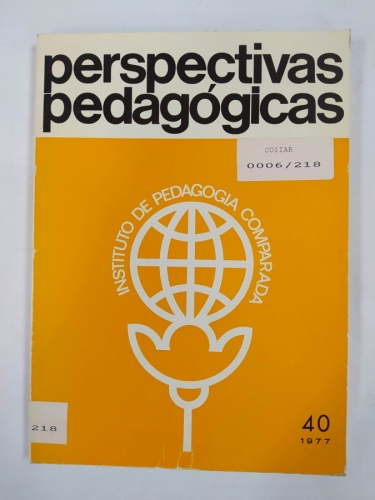 perspectivas
pedagógicas
COIIAR
0006/218
INSTITUTO DE PEDAGOGIA COMPARADA
218
40
1977